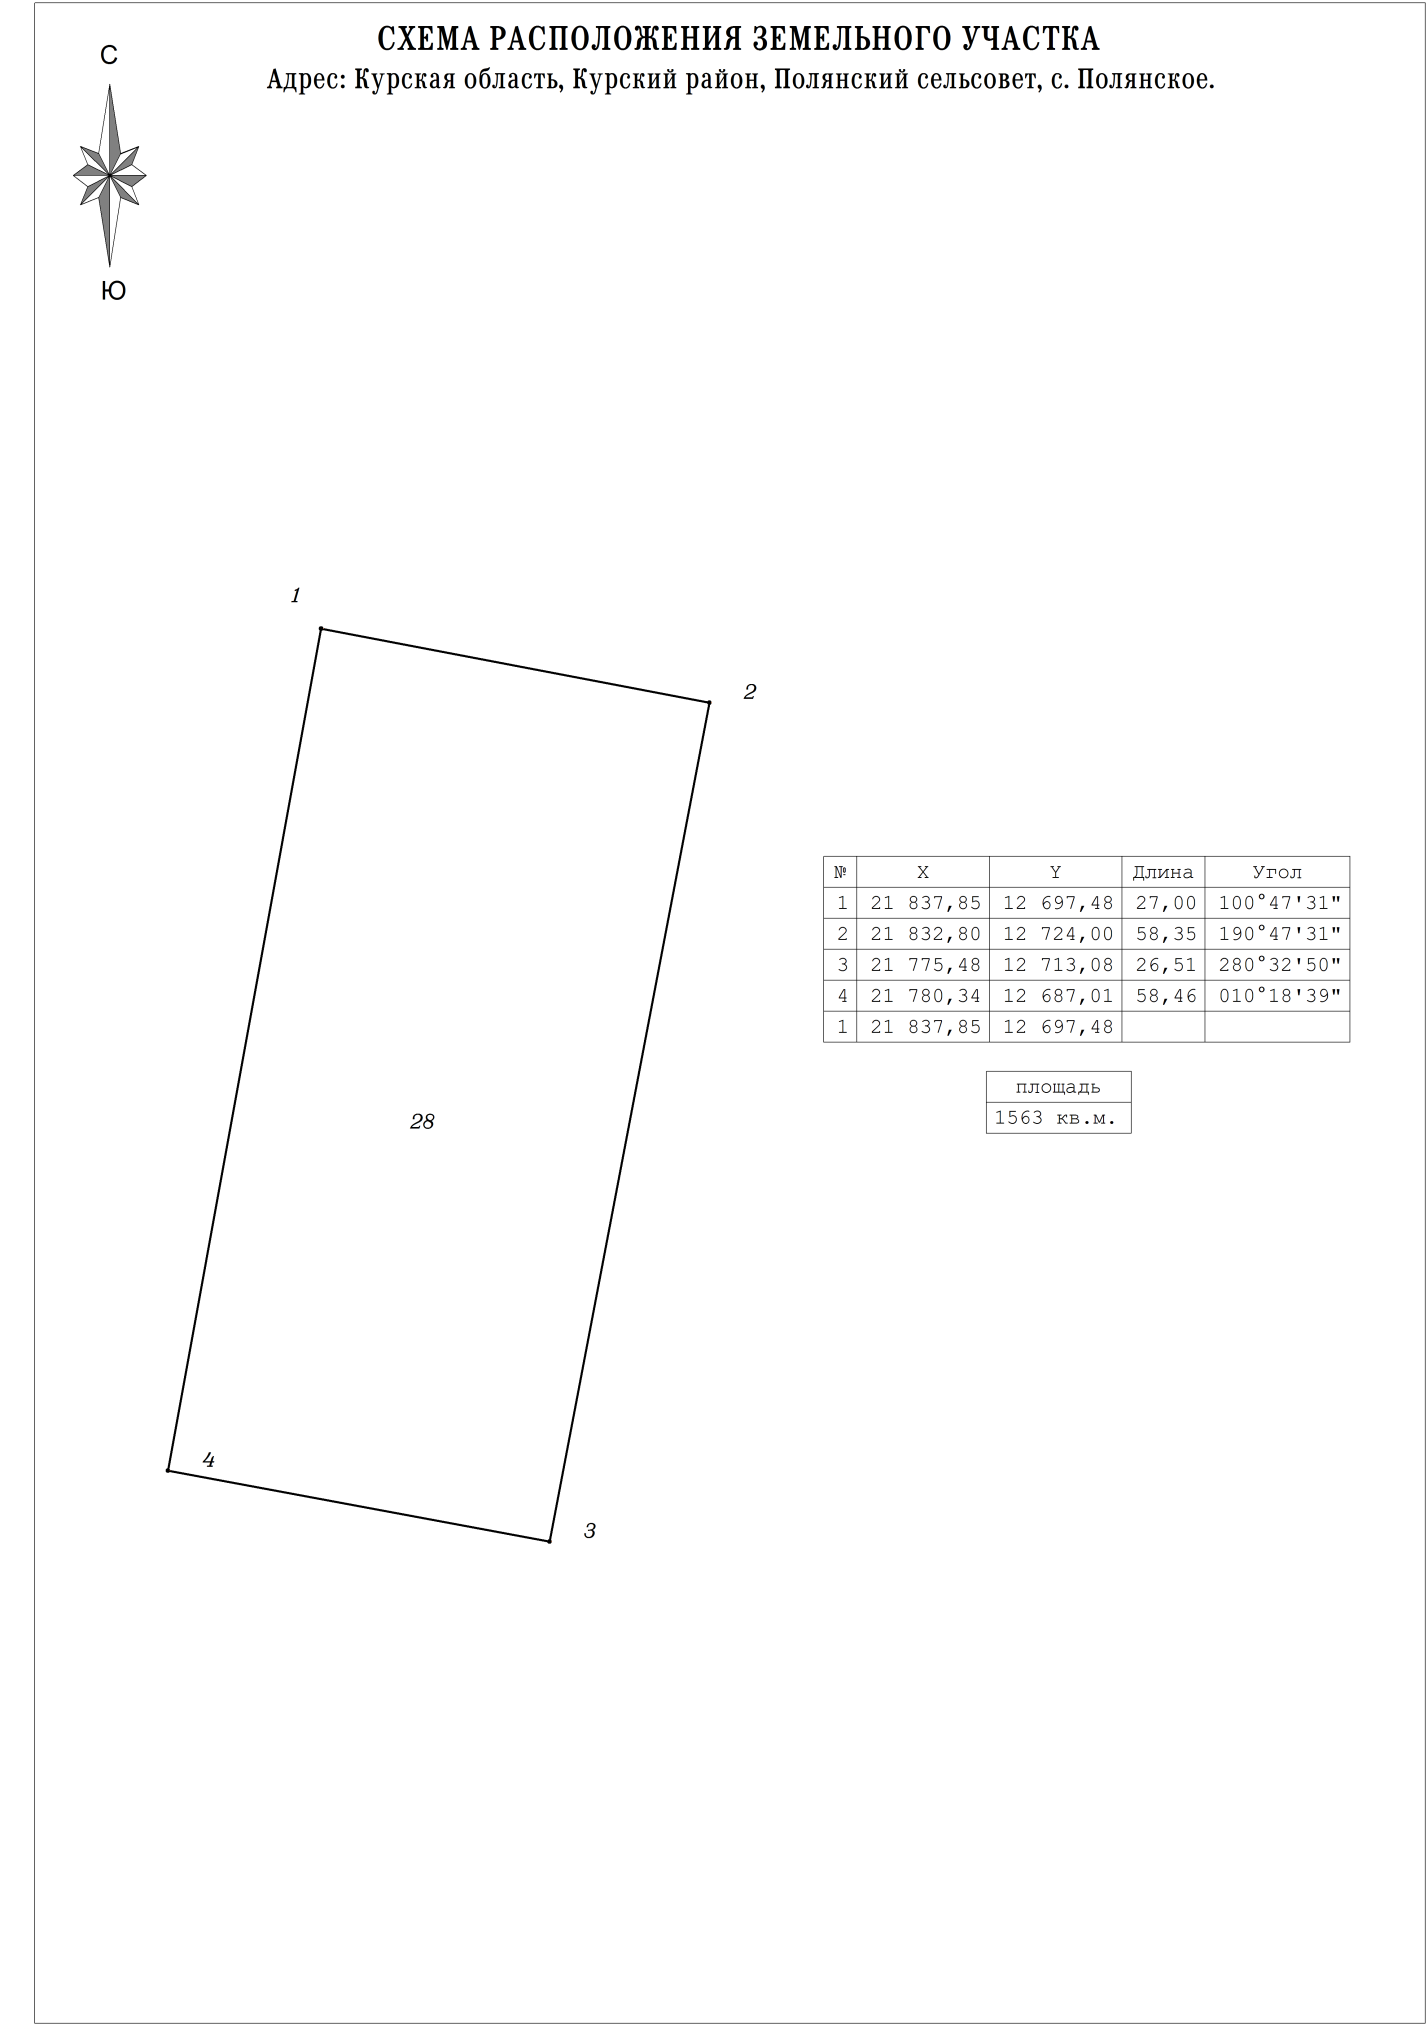 СХЕМА РАСПОЛОЖЕНИЯ ЗЕМЕЛЬНОГО УЧАСТКА
Адрес: Курская область, Курский район, Полянский сельсовет, с. Полянское.
С
Ю
1
2
№ X Y Длина Угол
1 21 837,85 12 697,48 27,00 100°47'31"
2 21 832,80 12 724,00 58,35 190°47'31"
3 21 775,48 12 713,08 26,51 280°32'50"
4 21 780,34 12 687,01 58,46 010°18'39"
1 21 837,85 12 697,48
площадь
1563 кв.м.
28
4
3